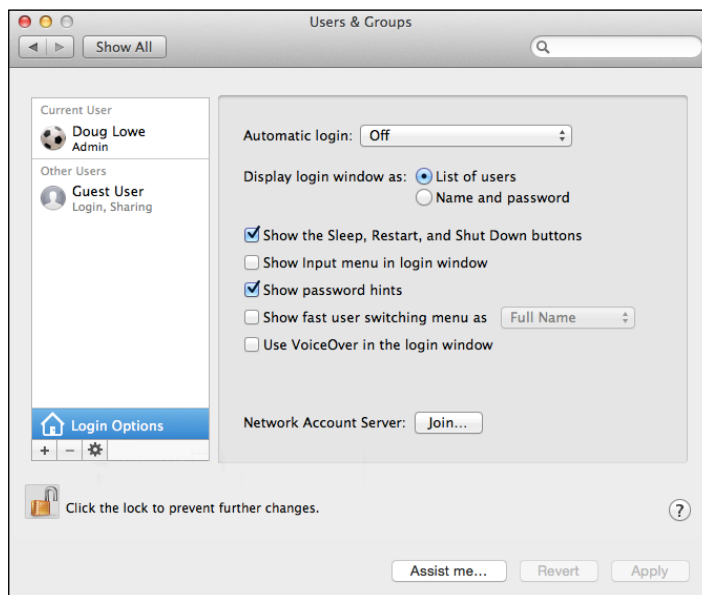 Users & Groups
Show All
Current User
Doug Lowe
Admin
Other Users
Guest User
Login, Sharing
Login Options
+ −
Automatic login: Off
Display login window as: List of users
Name and password
Show the Sleep, Restart, and Shut Down buttons
Show Input menu in login window
Show password hints
Show fast user switching menu as Full Name
Use VoiceOver in the login window
Network Account Server: Join...
Click the lock to prevent further changes.
?
Assist me... Revert Apply